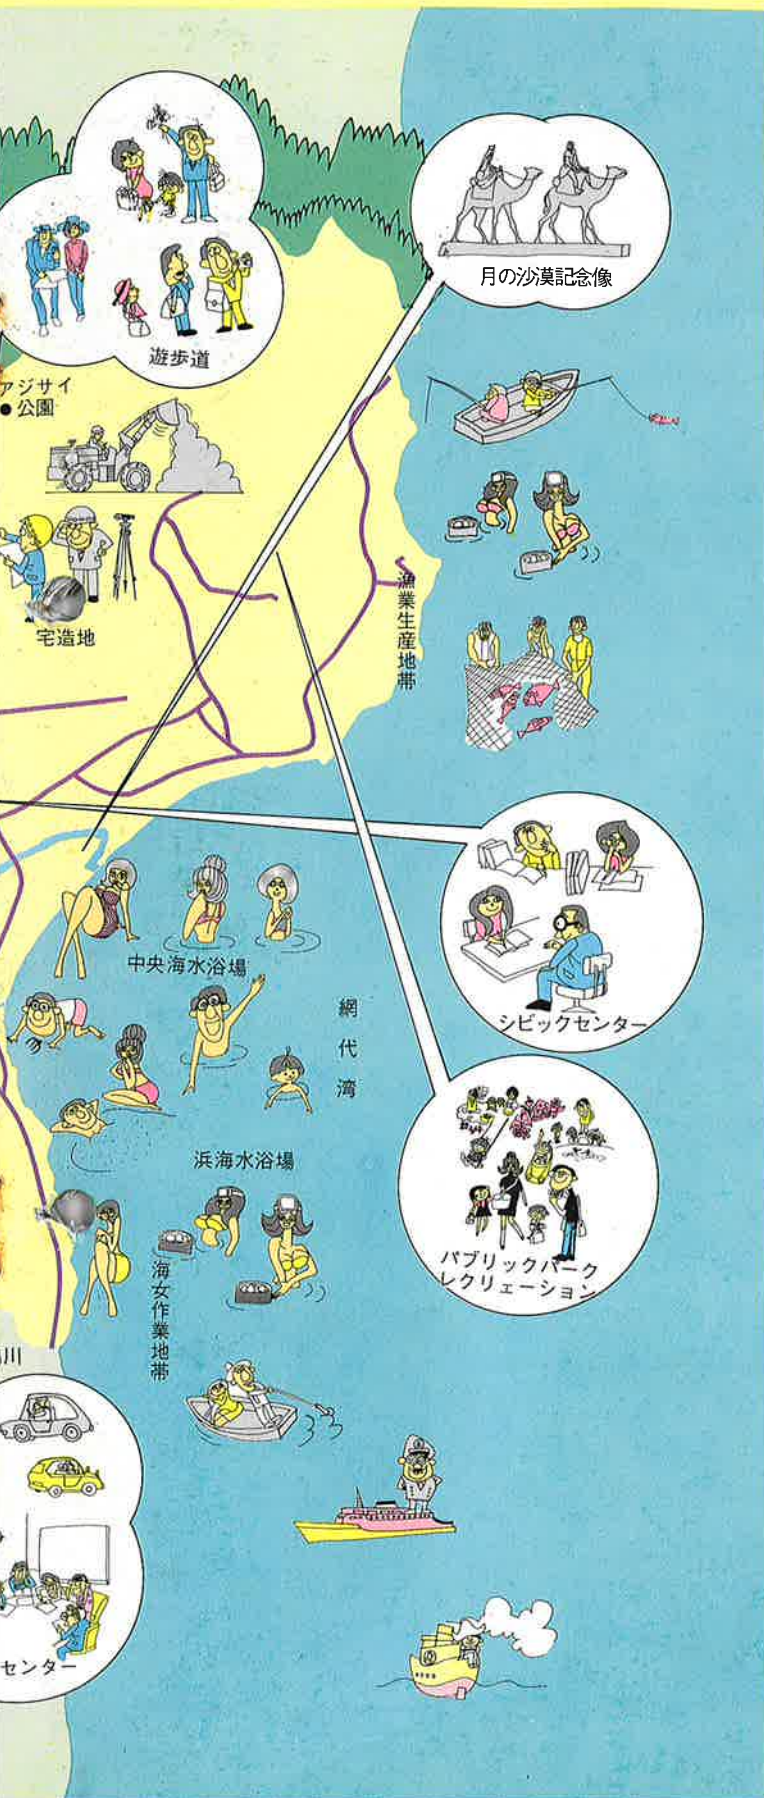 月の沙漠記念像
遊歩道
アジサイ
公園
宅造地
漁業生産地帯
中央海水浴場
網代湾
シビックセンター
浜海水浴場
海女作業地帯
パブリックパーク
レクリェーション
川
センター